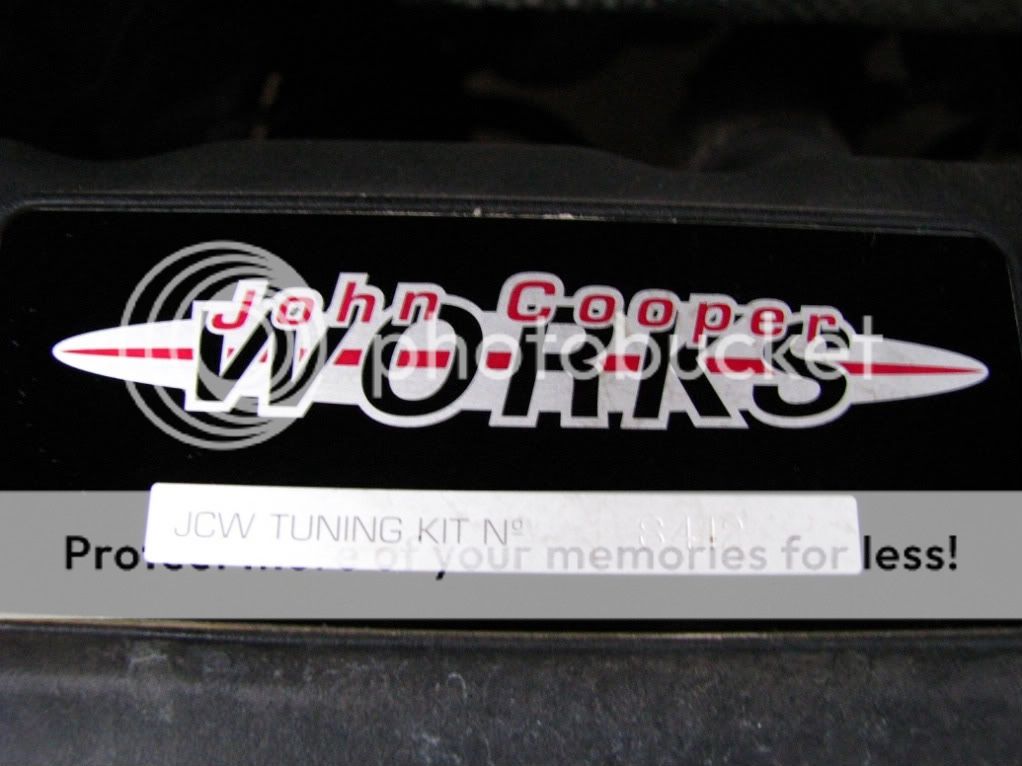 John Cooper
WORKS
photobucket
JCW TUNING KIT Nº
Protect more of your memories for less!